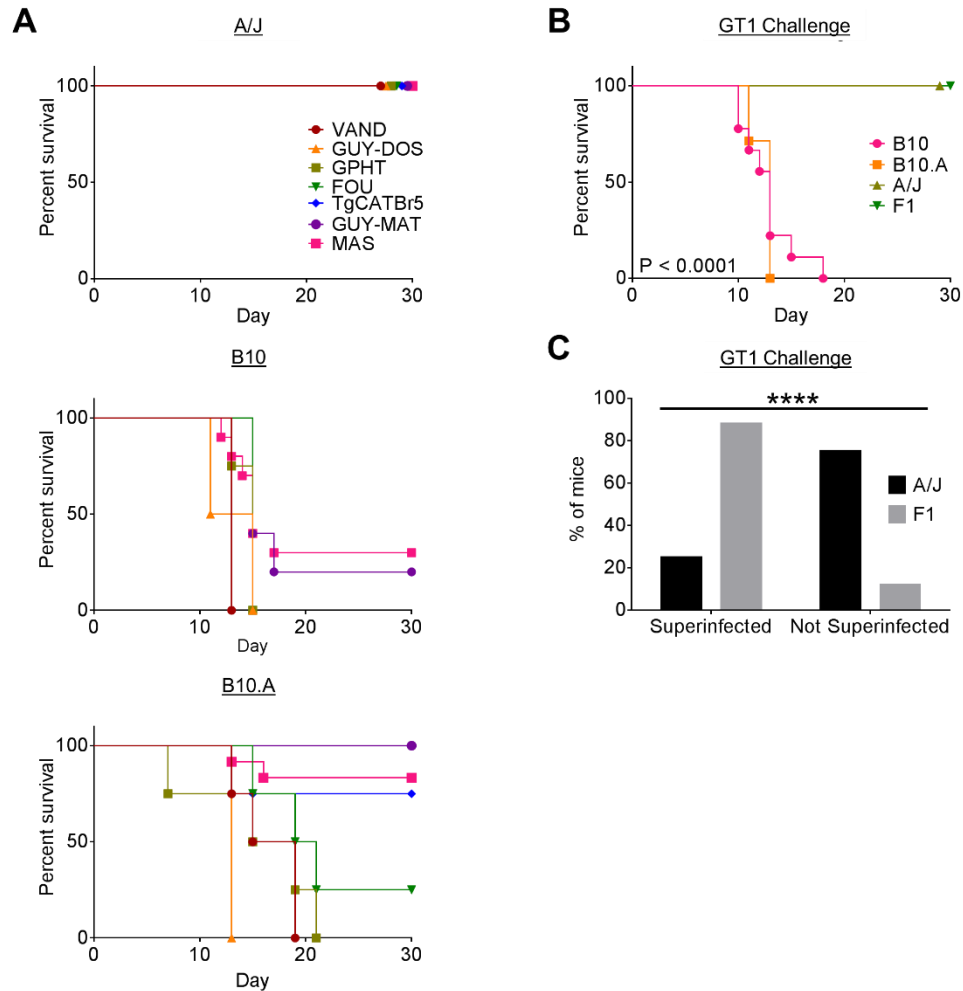 A
A/J
Percent survival
100
50
0
0 10 20 30
Day
VAND
GUY-DOS
GPHT
FOU
TgCATBr5
GUY-MAT
MAS
B10
Percent survival
100
50
0
0 10 20 30
Day
B10.A
Percent survival
100
50
0
0 10 20 30
Day
B
GT1 Challenge
Percent survival
100
50
0
P < 0.0001
0 10 20 30
Day
B10
B10.A
A/J
F1
C
GT1 Challenge
% of mice
100
80
60
40
20
0
****
A/J
F1
Superinfected Not Superinfected